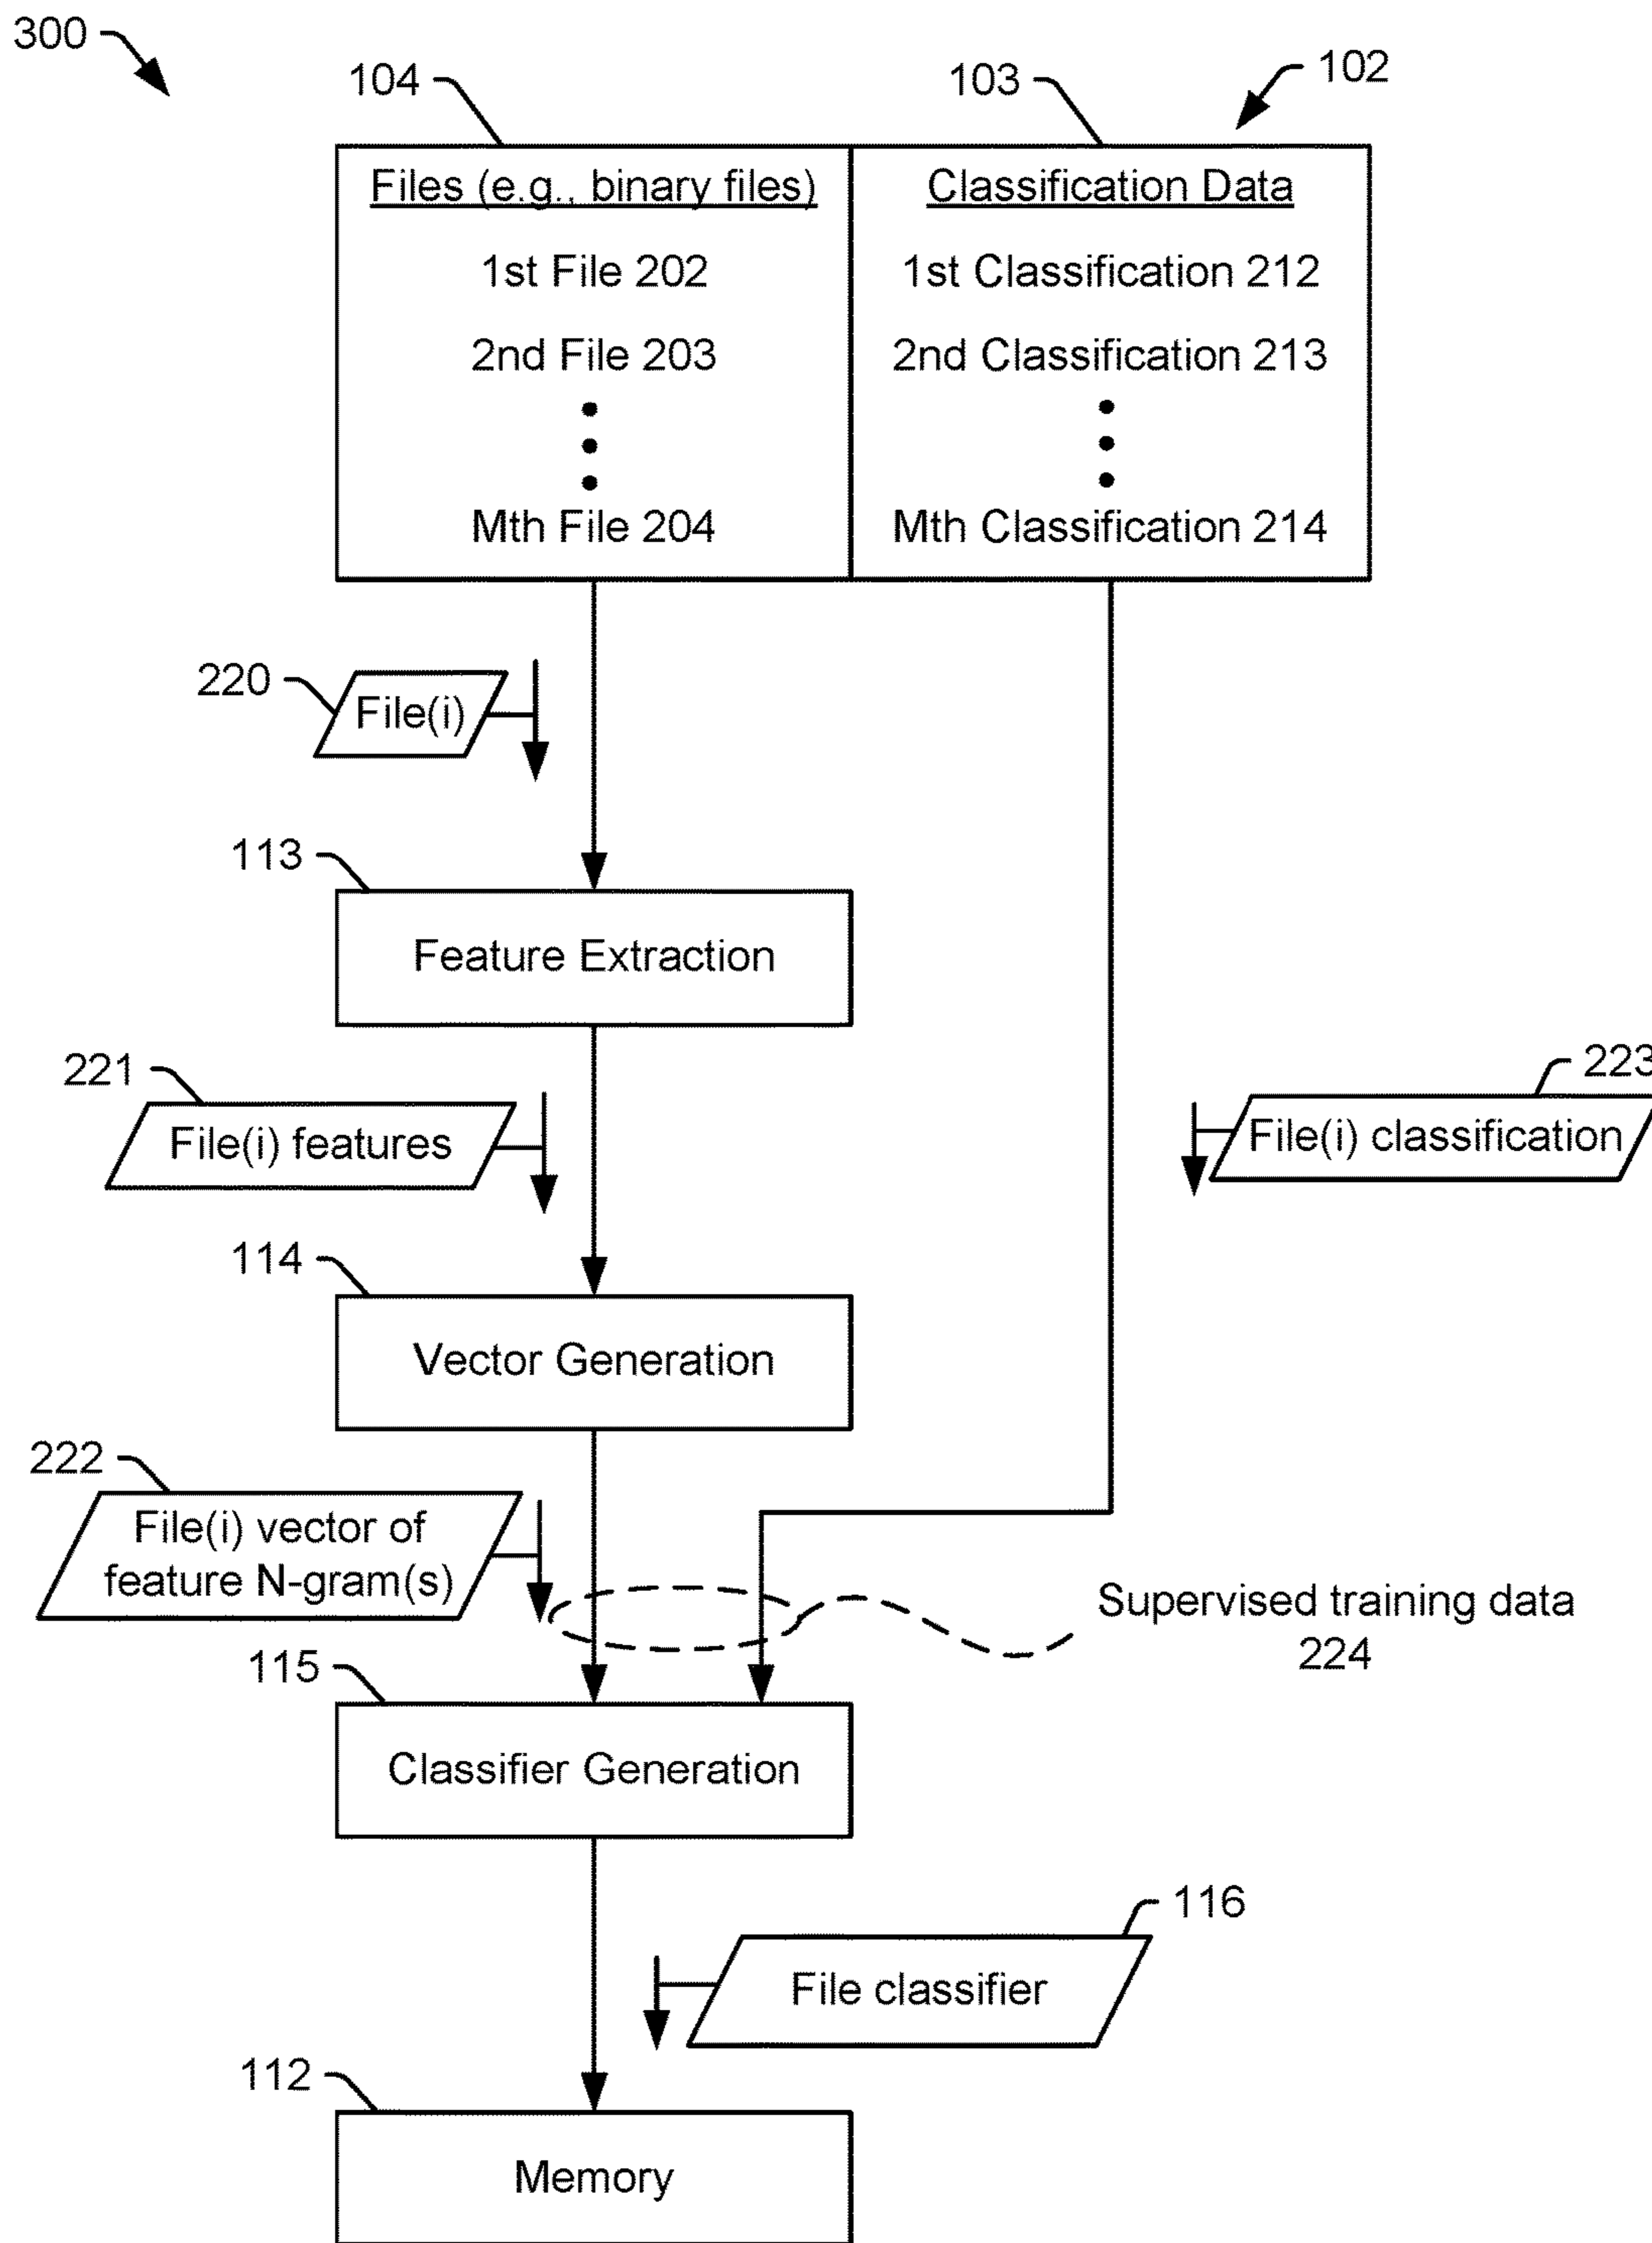 300
104
103
102
Files (e.g., binary files)
Classification Data
1st File 202
1st Classification 212
2nd File 203
2nd Classification 213
Mth File 204
Mth Classification 214
220
File(i)
113
Feature Extraction
221
File(i) features
223
File(i) classification
114
Vector Generation
222
File(i) vector of
feature N-gram(s)
Supervised training data
224
115
Classifier Generation
116
File classifier
112
Memory